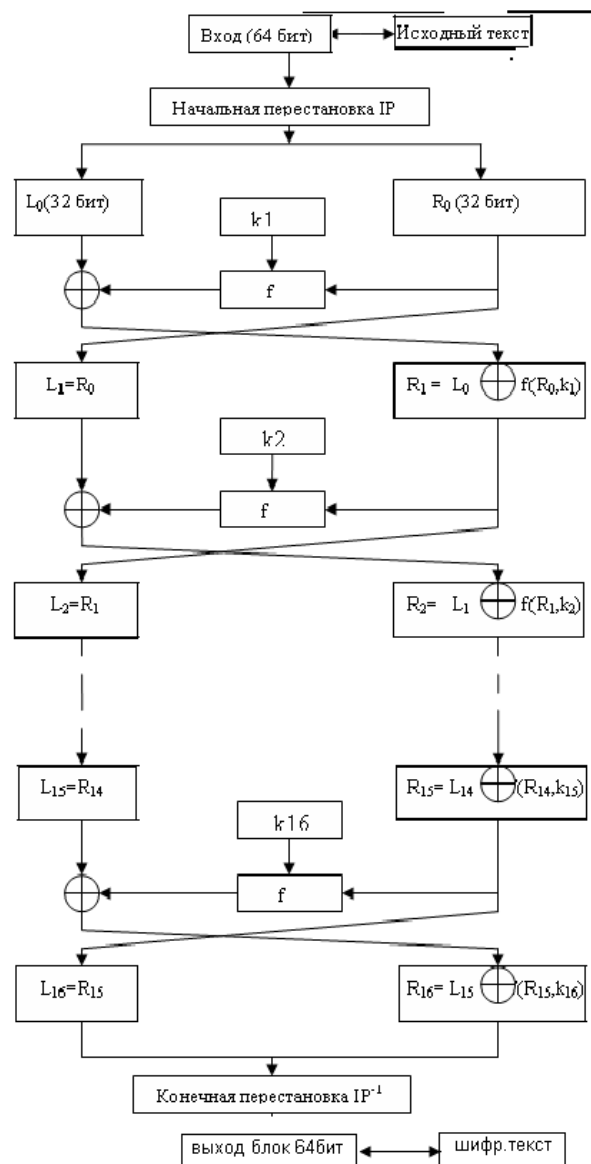 Вход (64 бит)
Исходный текст
Начальная перестановка IP
L₀(32 бит)
R₀ (32 бит)
k1
f
L₁=R₀
R₁ = L₀ ⊕ f(R₀,k₁)
k2
f
L₂=R₁
R₂= L₁ ⊕ f(R₁,k₂)
L₁₅=R₁₄
R₁₅= L₁₄ ⊕ (R₁₄,k₁₅)
k16
f
L₁₆=R₁₅
R₁₆= L₁₅ ⊕ (R₁₅,k₁₆)
Конечная перестановка IP⁻¹
выход блок 64бит
шифр.текст